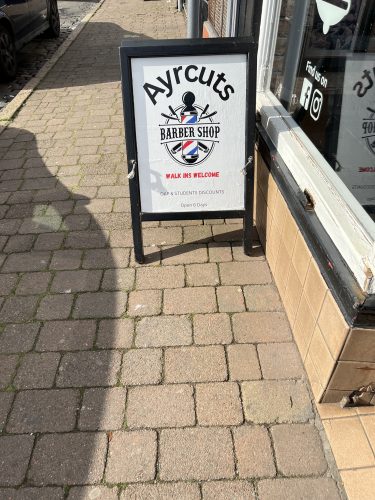 Ayrcuts
BARBER SHOP
WALK INS WELCOME
OAP & STUDENTS DISCOUNTS
Open 6 Days
Find us on